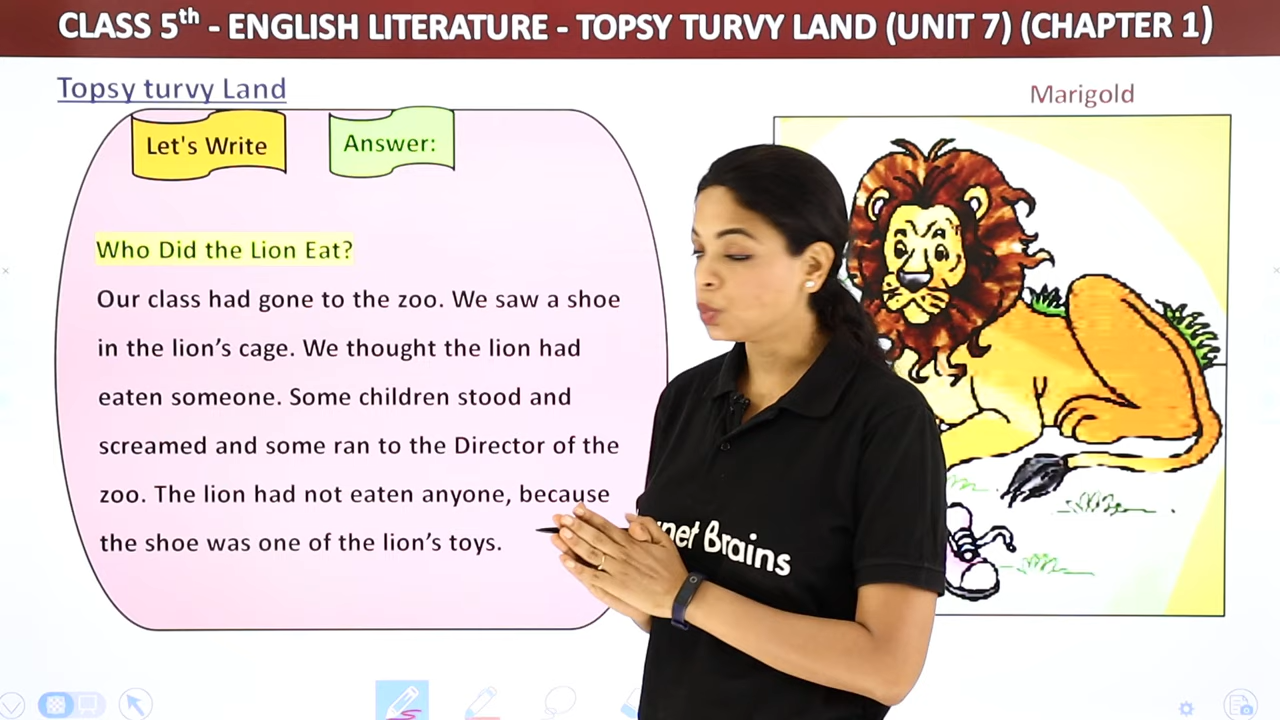 CLASS 5th - ENGLISH LITERATURE - TOPSY TURVY LAND (UNIT 7) (CHAPTER 1)
Topsy turvy Land
Marigold
Let's Write
Answer:
Who Did the Lion Eat?
Our class had gone to the zoo. We saw a shoe
in the lion’s cage. We thought the lion had
eaten someone. Some children stood and
screamed and some ran to the Director of the
zoo. The lion had not eaten anyone, because
the shoe was one of the lion’s toys.
Brains